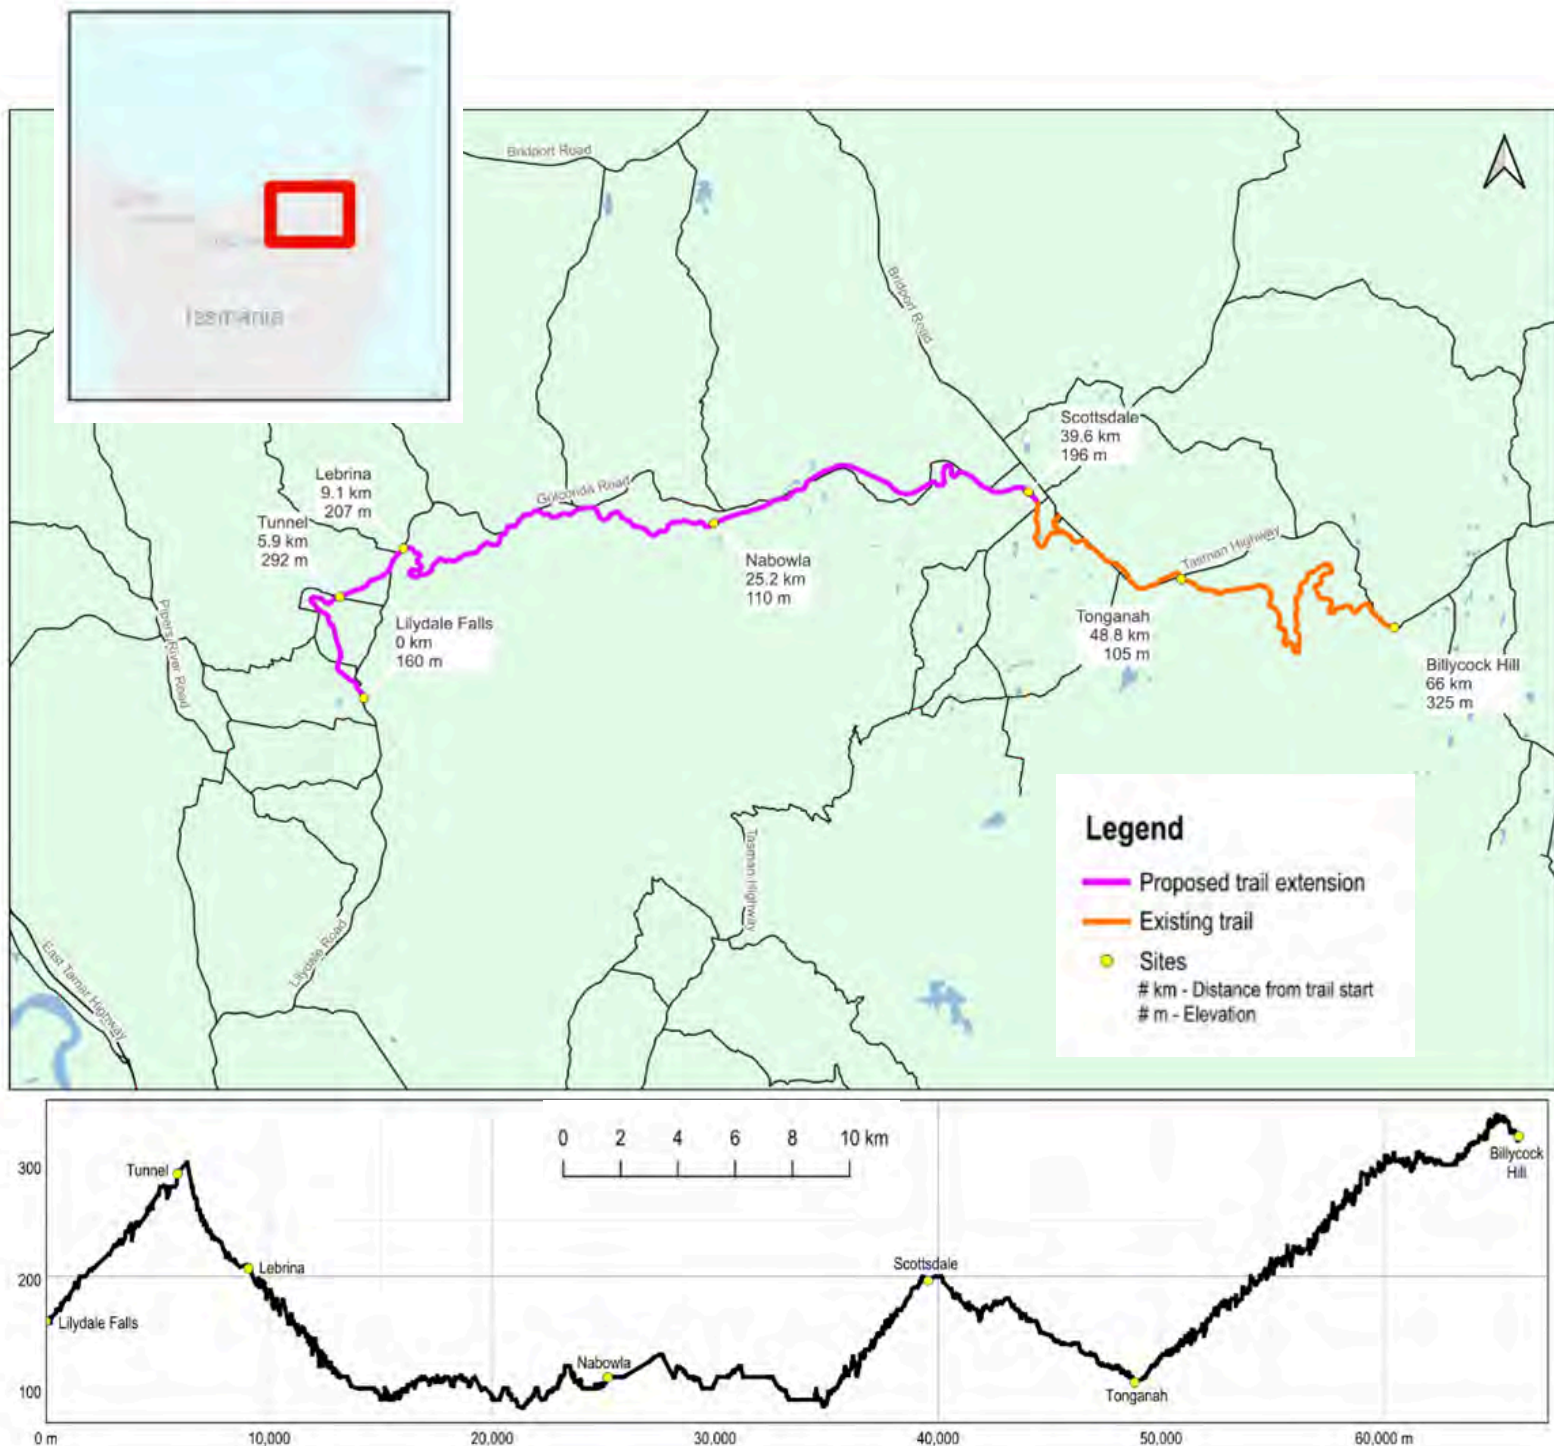 Tasmania
Bridport Road
Bridport Road
Scottsdale
39.6 km
196 m
Lebrina
9.1 km
207 m
Golconda Road
Tunnel
5.9 km
292 m
Tasman Highway
Nabowla
25.2 km
110 m
Pipers River Road
Lilydale Falls
0 km
160 m
Tonganah
48.8 km
105 m
Billycock Hill
66 km
325 m
Tasman Highway
Lilydale Road
East Tamar Highway
Legend
Proposed trail extension
Existing trail
Sites
# km - Distance from trail start
# m - Elevation
0 2 4 6 8 10 km
300
200
100
Tunnel
Lebrina
Lilydale Falls
Nabowla
Scottsdale
Tonganah
Billycock
Hill
0 m 10,000 20,000 30,000 40,000 50,000 60,000 m